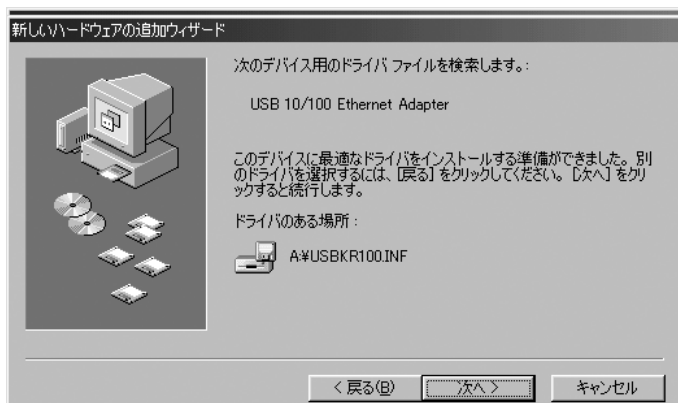 新しいハードウェアの追加ウィザード
次のデバイス用のドライバ ファイルを検索します。:
USB 10/100 Ethernet Adapter
このデバイスに最適なドライバをインストールする準備ができました。別
のドライバを選択するには、[戻る] をクリックしてください。[次へ] をクリ
ックすると続行します。
ドライバのある場所 :
A:¥USBKR100.INF
< 戻る(B)
次へ >
キャンセル